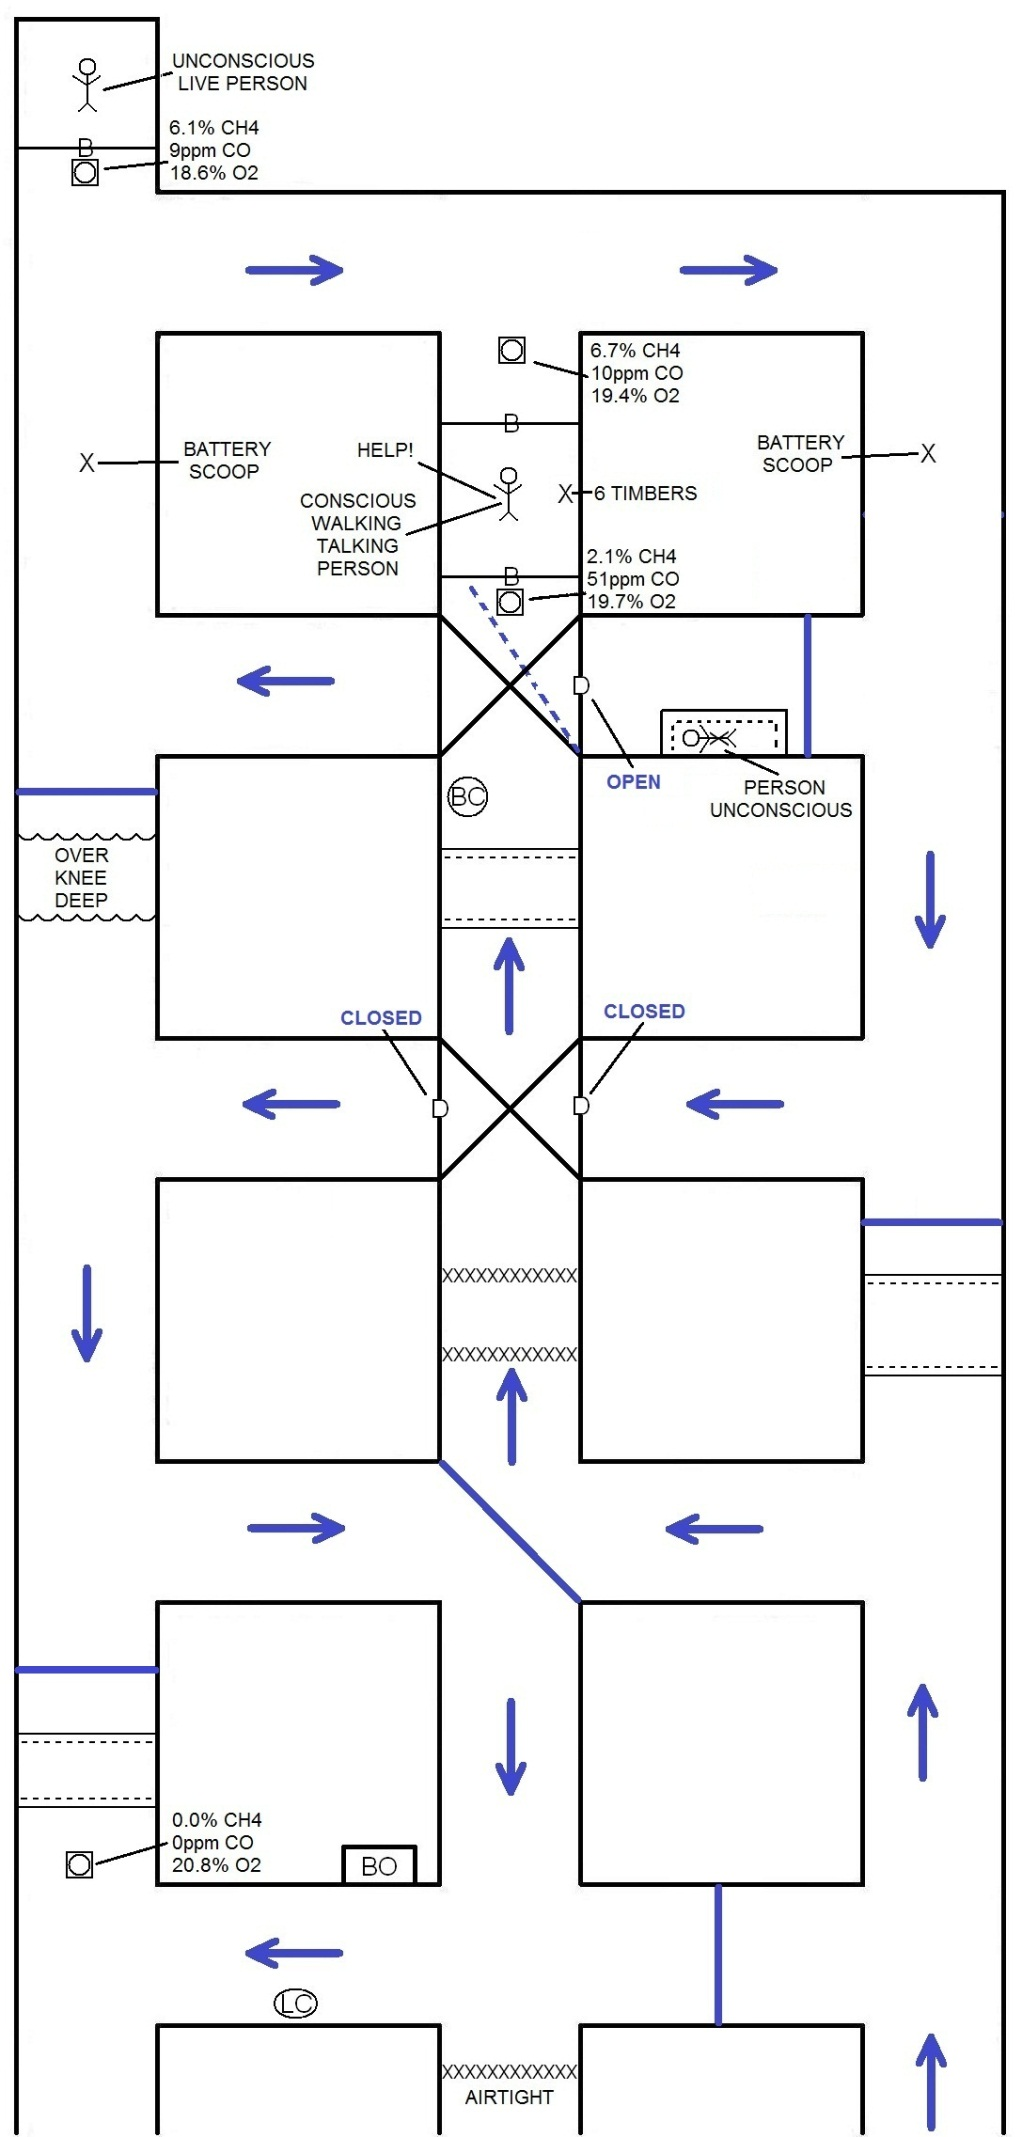 UNCONSCIOUS
LIVE PERSON
B
6.1% CH4
9ppm CO
18.6% O2
6.7% CH4
10ppm CO
19.4% O2
B
X
BATTERY
SCOOP
HELP!
CONSCIOUS
WALKING
TALKING
PERSON
X
6 TIMBERS
BATTERY
SCOOP
X
B
2.1% CH4
51ppm CO
19.7% O2
D
OPEN
PERSON
UNCONSCIOUS
BC
OVER
KNEE
DEEP
CLOSED
CLOSED
D
D
XXXXXXXXXXXX
XXXXXXXXXXXX
0.0% CH4
0ppm CO
20.8% O2
BO
LC
XXXXXXXXXXXX
AIRTIGHT